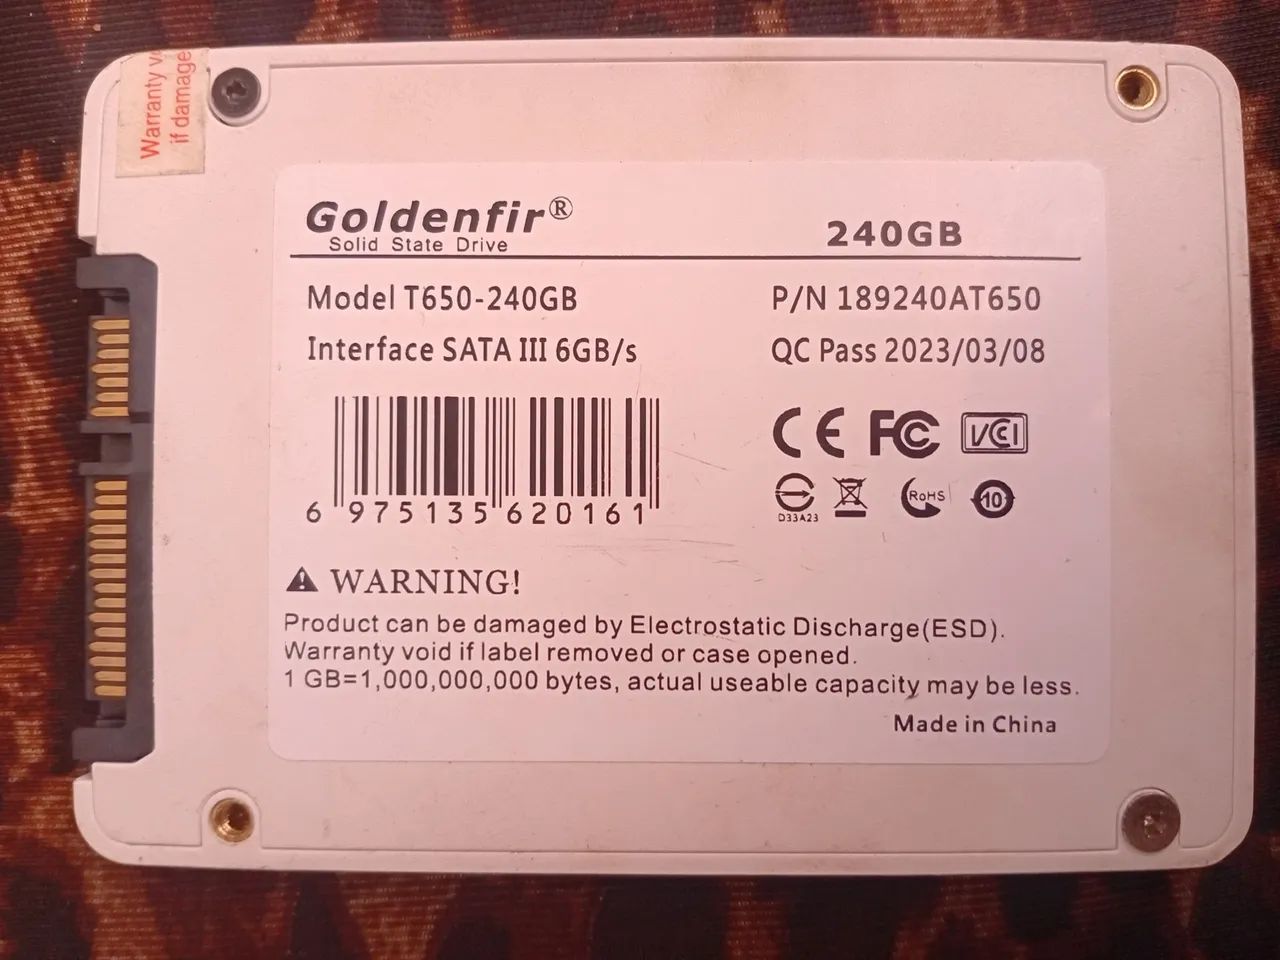 Warranty
if damage
Goldenfir®
Solid State Drive
240GB
Model T650-240GB
P/N 189240AT650
Interface SATA III 6GB/s
QC Pass 2023/03/08
6 975135 620161
CE FC VCCI
D33A23
RoHS
10
WARNING!
Product can be damaged by Electrostatic Discharge(ESD).
Warranty void if label removed or case opened.
1 GB=1,000,000,000 bytes, actual useable capacity may be less.
Made in China